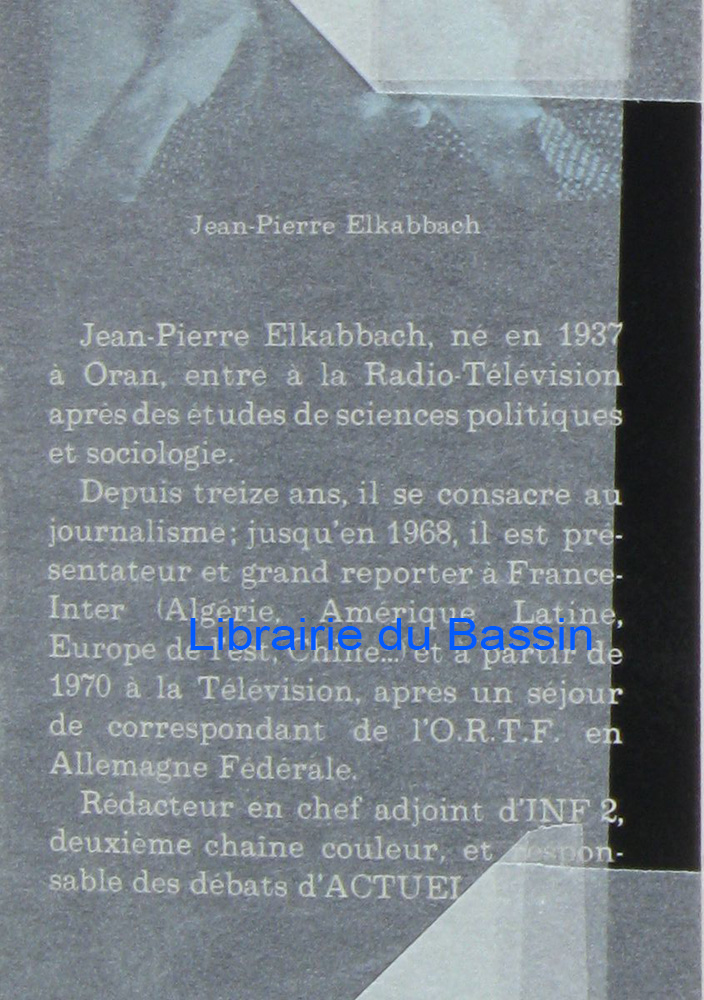 Jean-Pierre Elkabbach
Jean-Pierre Elkabbach, né en 1937
à Oran, entre à la Radio-Télévision
après des études de sciences politiques
et sociologie.
Depuis treize ans, il se consacre au
journalisme; jusqu'en 1968, il est pré-
sentateur et grand reporter à France-
Inter (Algérie, Amérique Latine,
Librairie du Bassin
Europe de l'est, Chine...) et à partir de
1970 à la Télévision, après un séjour
de correspondant de l'O.R.T.F. en
Allemagne Fédérale.
Rédacteur en chef adjoint d'INF 2,
deuxième chaîne couleur, et respon-
sable des débats d'ACTUEL